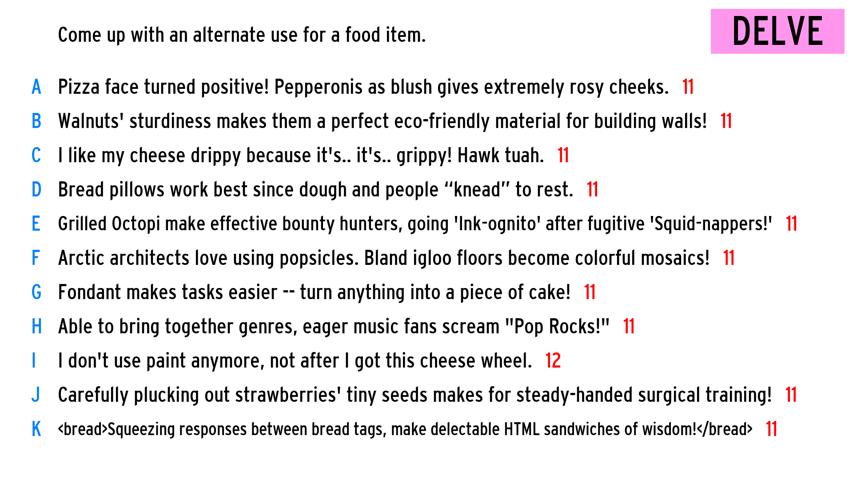 Come up with an alternate use for a food item.
DELVE
A Pizza face turned positive! Pepperonis as blush gives extremely rosy cheeks. 11
B Walnuts' sturdiness makes them a perfect eco-friendly material for building walls! 11
C I like my cheese drippy because it's.. it's.. grippy! Hawk tuah. 11
D Bread pillows work best since dough and people “knead” to rest. 11
E Grilled Octopi make effective bounty hunters, going 'Ink-ognito' after fugitive 'Squid-nappers!' 11
F Arctic architects love using popsicles. Bland igloo floors become colorful mosaics! 11
G Fondant makes tasks easier -- turn anything into a piece of cake! 11
H Able to bring together genres, eager music fans scream "Pop Rocks!" 11
I I don't use paint anymore, not after I got this cheese wheel. 12
J Carefully plucking out strawberries' tiny seeds makes for steady-handed surgical training! 11
K <bread>Squeezing responses between bread tags, make delectable HTML sandwiches of wisdom!</bread> 11